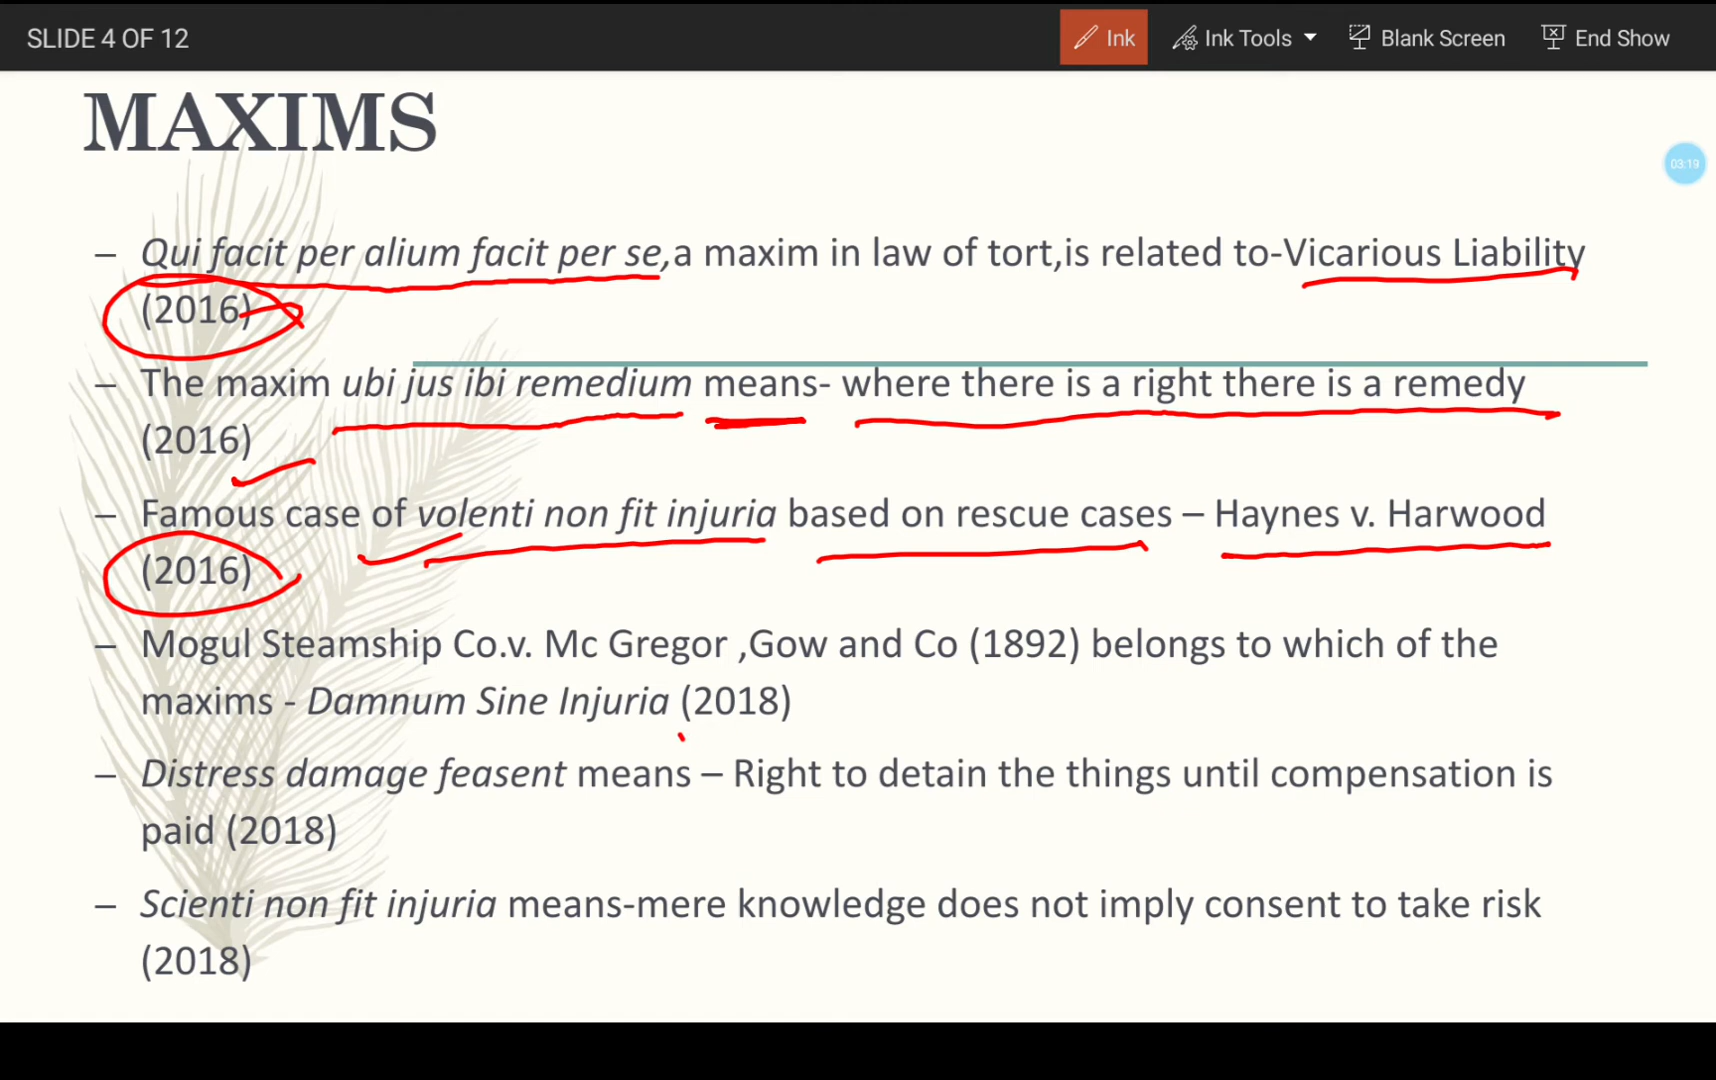 SLIDE 4 OF 12
Ink
Ink Tools
Blank Screen
End Show
MAXIMS
03:19
– Qui facit per alium facit per se,a maxim in law of tort,is related to-Vicarious Liability
(2016)
– The maxim ubi jus ibi remedium means- where there is a right there is a remedy
(2016)
– Famous case of volenti non fit injuria based on rescue cases – Haynes v. Harwood
(2016)
– Mogul Steamship Co.v. Mc Gregor ,Gow and Co (1892) belongs to which of the
maxims - Damnum Sine Injuria (2018)
– Distress damage feasent means – Right to detain the things until compensation is
paid (2018)
– Scienti non fit injuria means-mere knowledge does not imply consent to take risk
(2018)